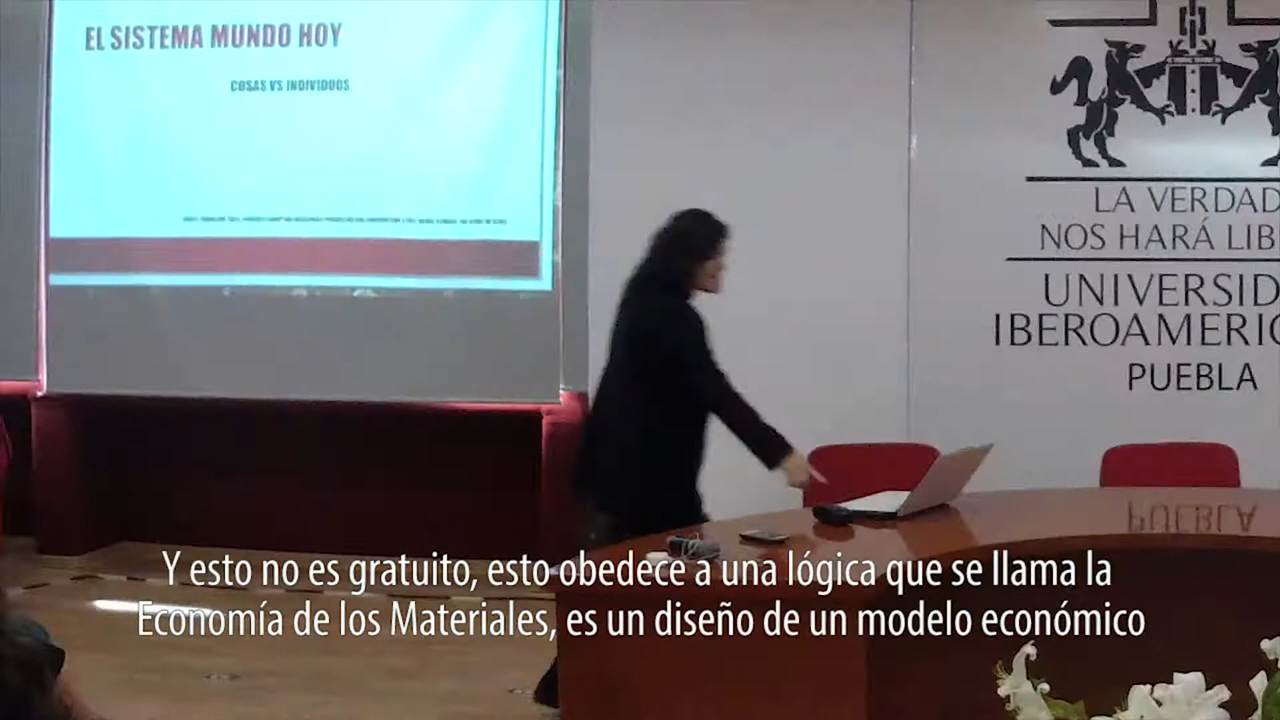 EL SISTEMA MUNDO HOY
COSAS VS INDIVIDUOS
LA VERDAD
NOS HARÁ LIB
UNIVERSID
IBEROAMERIC
PUEBLA
PUEBLA
Y esto no es gratuito, esto obedece a una lógica que se llama la
Economía de los Materiales, es un diseño de un modelo económico